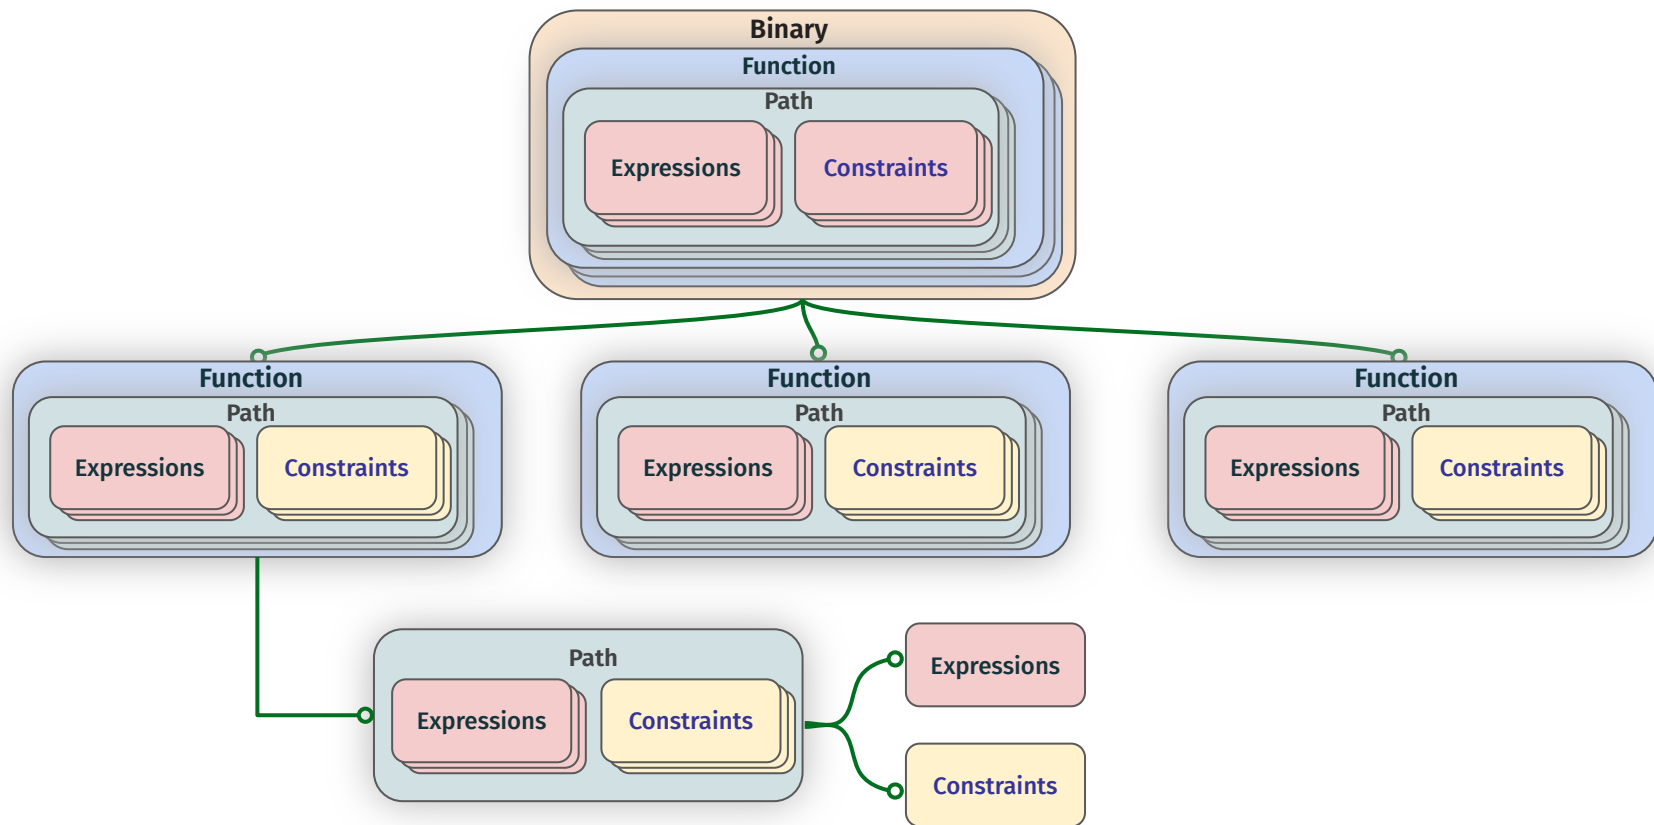 Binary
Function
Path
Expressions Constraints
Function Function Function
Path Path Path
Expressions Constraints Expressions Constraints Expressions Constraints
Path
Expressions Constraints
Expressions
Constraints